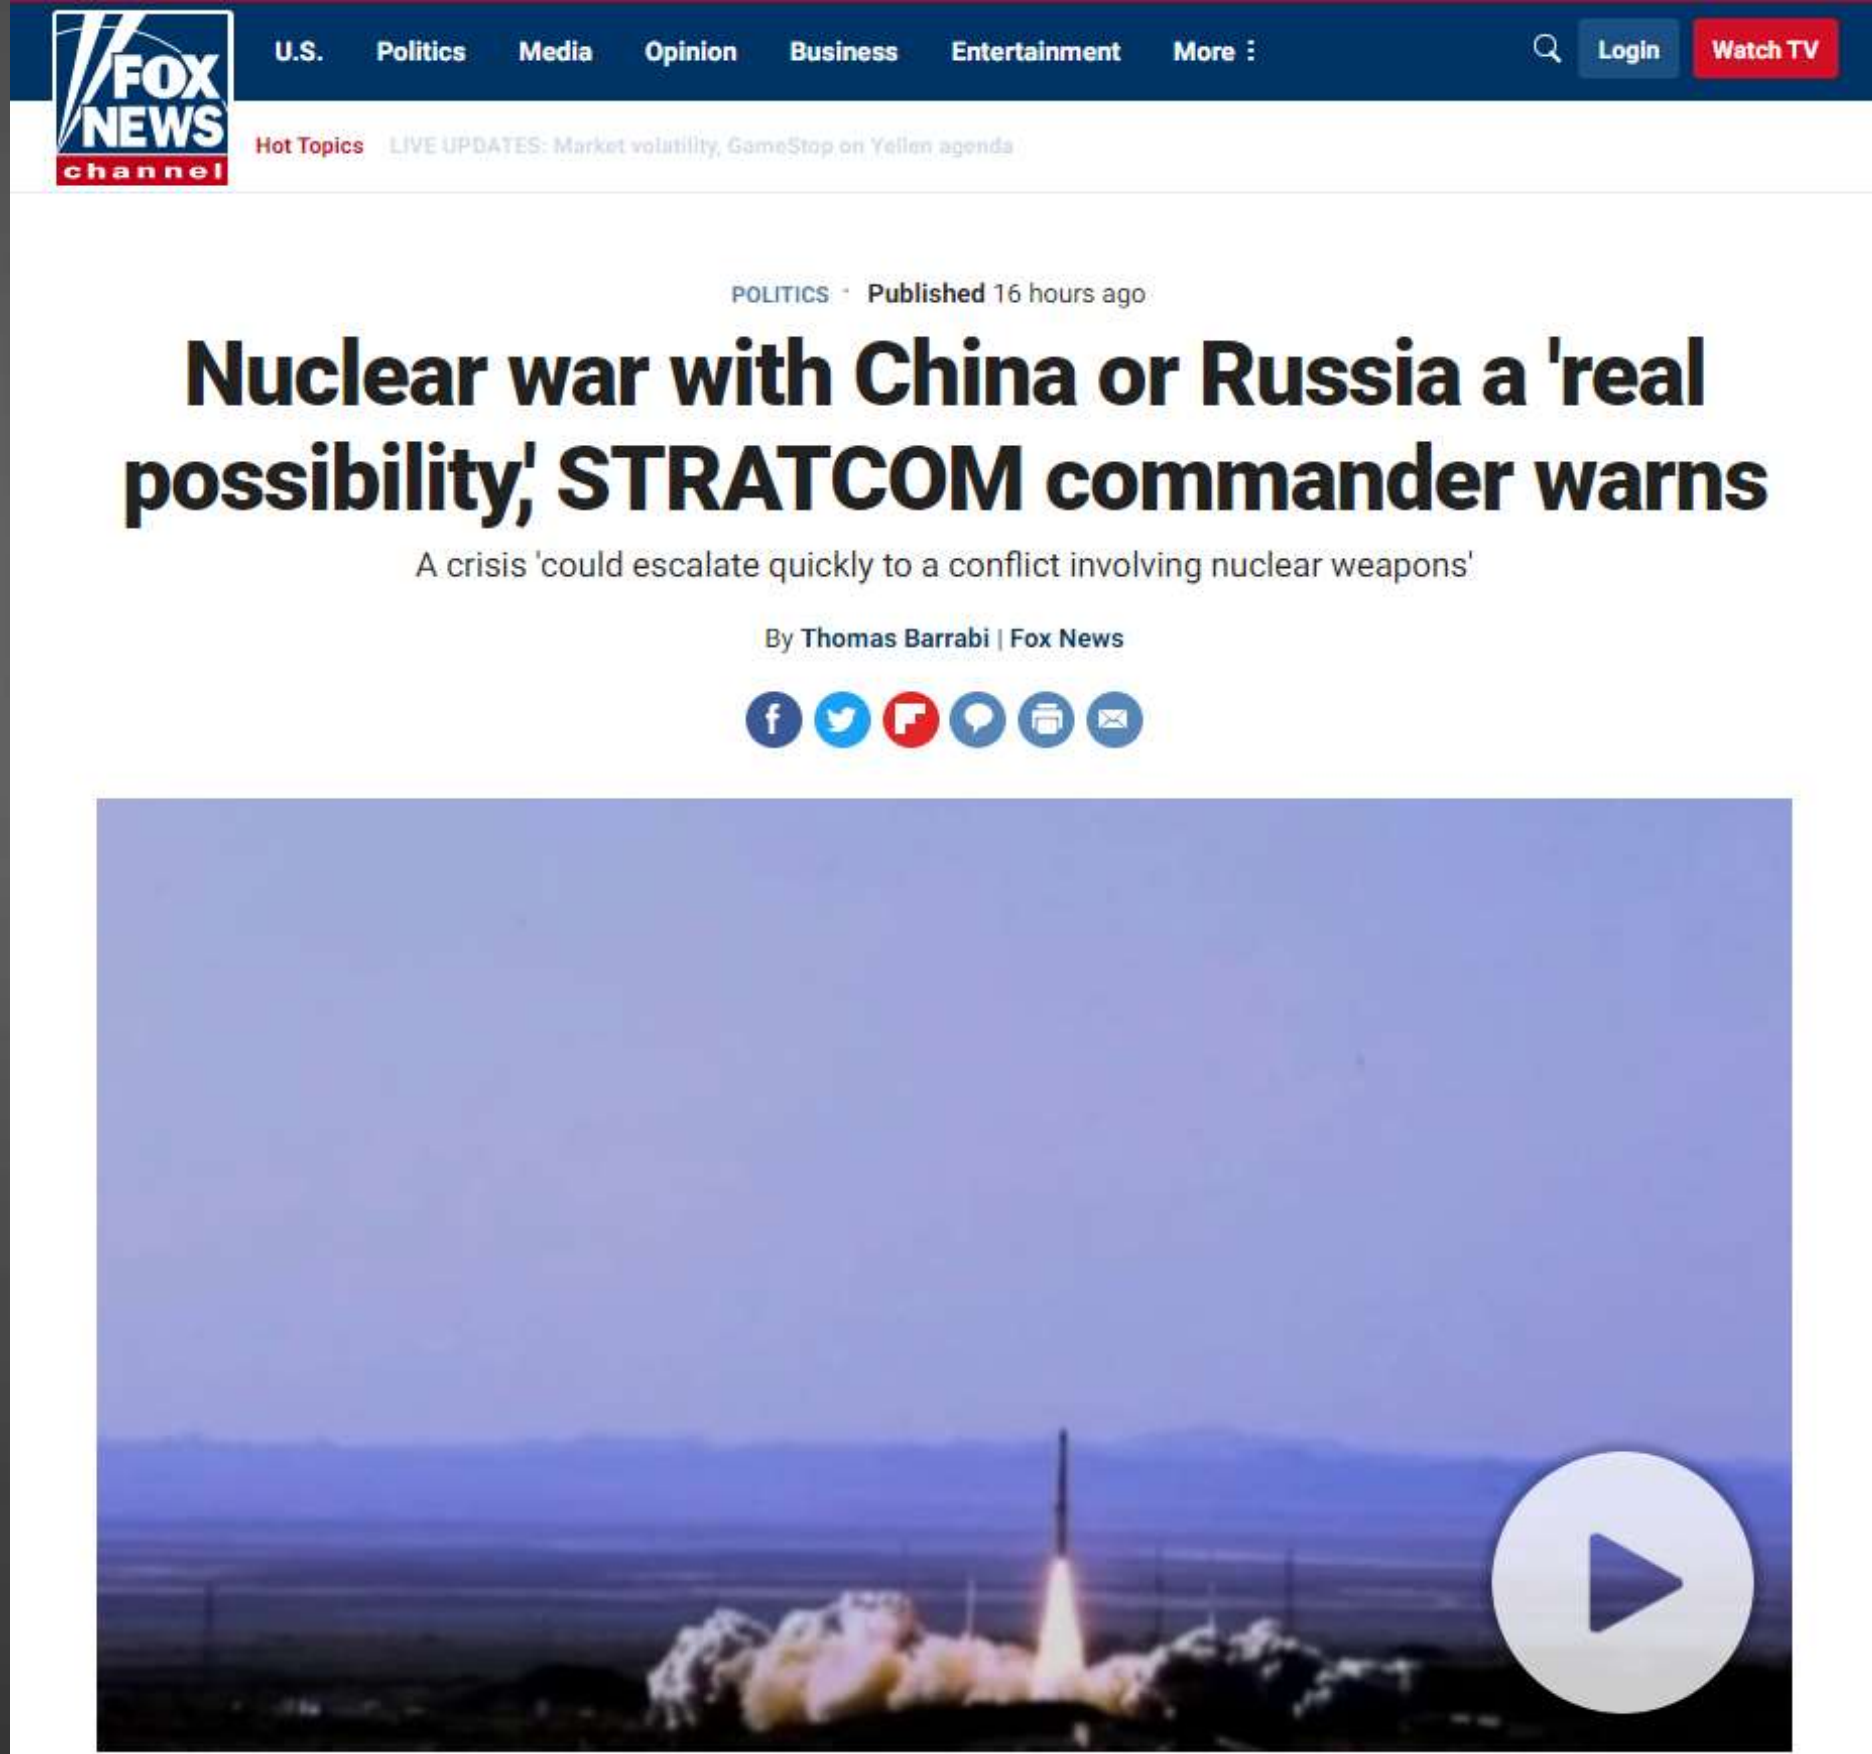 FOX
NEWS
channel
U.S. Politics Media Opinion Business Entertainment More
Login
Watch TV
Hot Topics LIVE UPDATES: Market volatility, GameStop on Yellen agenda
POLITICS · Published 16 hours ago
Nuclear war with China or Russia a 'real
possibility,' STRATCOM commander warns
A crisis 'could escalate quickly to a conflict involving nuclear weapons'
By Thomas Barrabi | Fox News